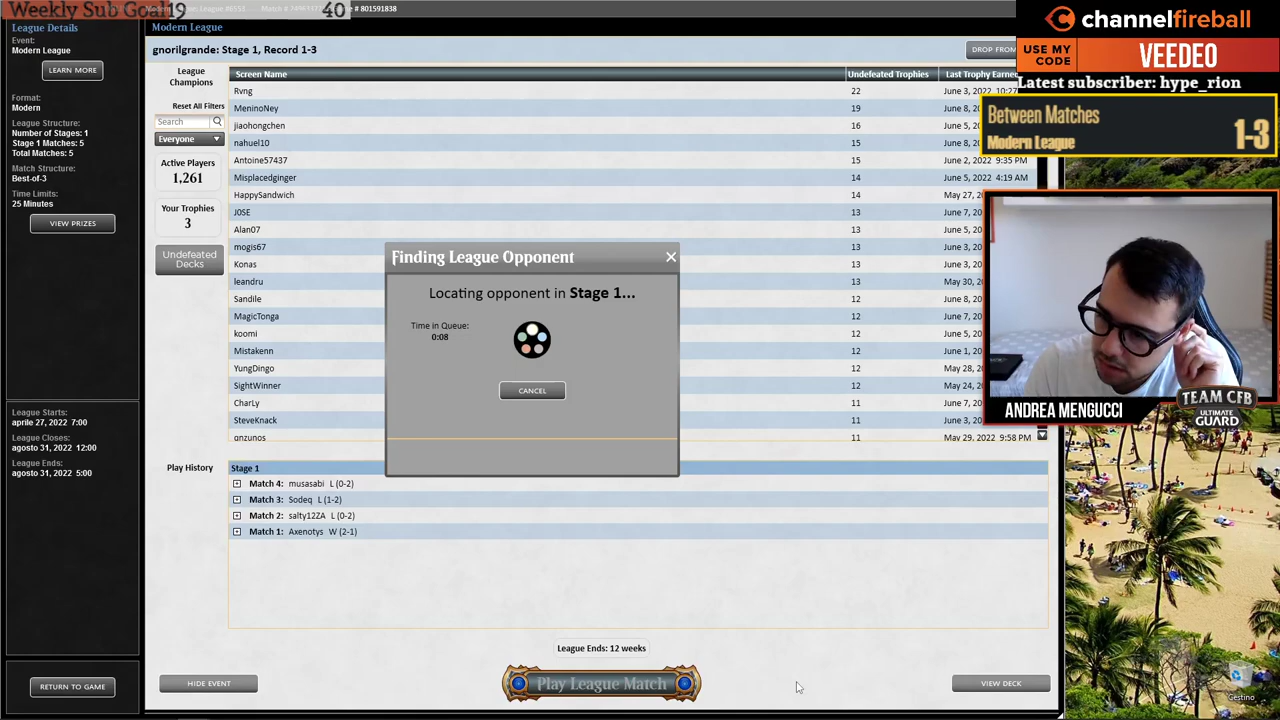 Weekly Sub Goal 9 40
# 801591838
League Details
Event:
Modern League
LEARN MORE
Format:
Modern
League Structure:
Number of Stages: 1
Stage 1 Matches: 5
Total Matches: 5
Match Structure:
Best-of-3
Time Limits:
25 Minutes
VIEW PRIZES
League Starts:
aprile 27, 2022 7:00
League Closes:
agosto 31, 2022 12:00
League Ends:
agosto 31, 2022 5:00
RETURN TO GAME
Modern League
gnorilgrande: Stage 1, Record 1-3
DROP FROM
League
Champions
Reset All Filters
Search
Everyone
Active Players
1,261
Your Trophies
3
Undefeated
Decks
Screen Name Undefeated Trophies Last Trophy Earned
Rvng 22 June 3, 2022 10:27
MeninoNey 19 June 8, 20
jiaohongchen 16 June 5, 20
nahuel10 15 June 8, 20
Antoine57437 15 June 2, 2022 9:35 PM
Misplacedginger 14 June 5, 2022 4:19 AM
HappySandwich 14 May 27, 20
J0SE 13 June 7, 20
Alan07 13 June 5, 20
mogis67 13 June 3, 20
Konas 13 June 3, 20
leandru 13 May 30, 20
Sandile 12 June 8, 20
MagicTonga 12 June 7, 20
koomi 12 June 5, 20
Mistakenn 12 June 1, 20
YungDingo 12 May 28, 20
SightWinner 12 May 24, 20
CharLy 11 June 7, 20
SteveKnack 11 June 3, 20
qnzunos 11 May 29, 2022 9:58 PM
Finding League Opponent
Locating opponent in Stage 1...
Time in Queue:
0:08
CANCEL
Play History
Stage 1
Match 4: musasabi L (0-2)
Match 3: Sodeq L (1-2)
Match 2: salty12ZA L (0-2)
Match 1: Axenotys W (2-1)
League Ends: 12 weeks
HIDE EVENT
Play League Match
VIEW DECK
channelfireball
USE MY
CODE
VEEDEO
Latest subscriber: hype_rion
Between Matches
Modern League
1-3
ANDREA MENGUCCI
TEAM CFB
ULTIMATE
GUARD
Cestino